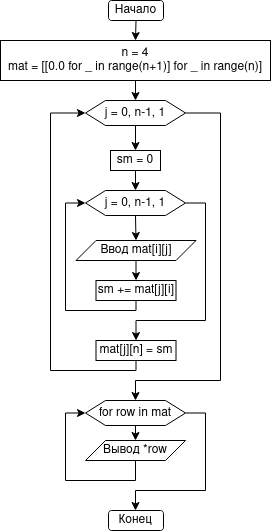 Начало
n = 4
mat = [[0.0 for _ in range(n+1)] for _ in range(n)]
j = 0, n-1, 1
sm = 0
j = 0, n-1, 1
Ввод mat[i][j]
sm += mat[j][i]
mat[j][n] = sm
for row in mat
Вывод *row
Конец